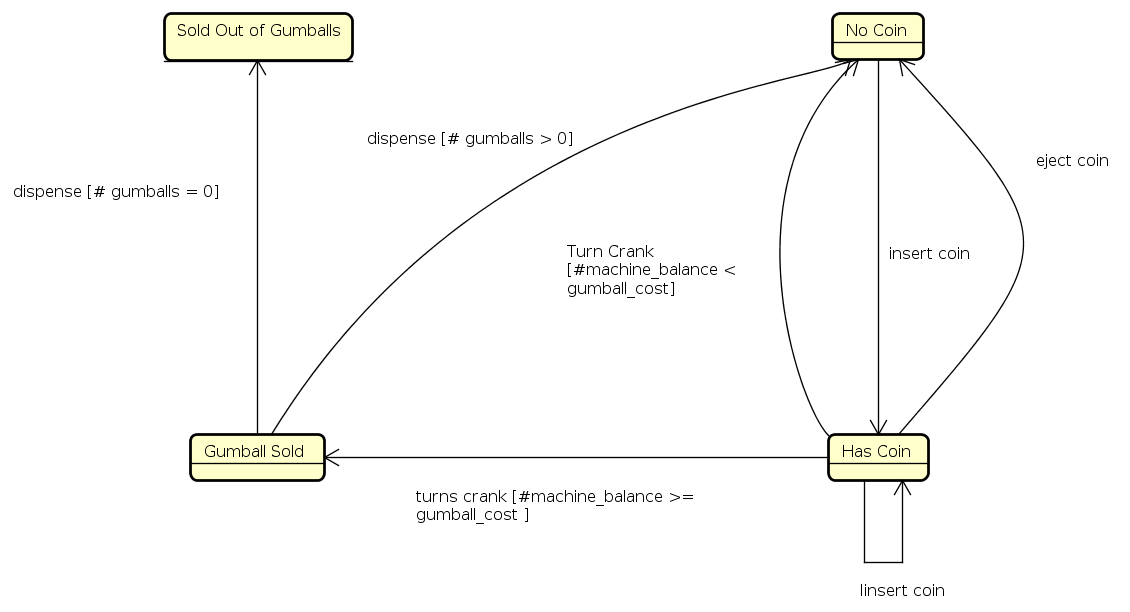 Sold Out of Gumballs
No Coin
dispense [# gumballs > 0]
eject coin
dispense [# gumballs = 0]
Turn Crank
[#machine_balance <
gumball_cost]
insert coin
Gumball Sold
Has Coin
turns crank [#machine_balance >=
gumball_cost ]
Iinsert coin